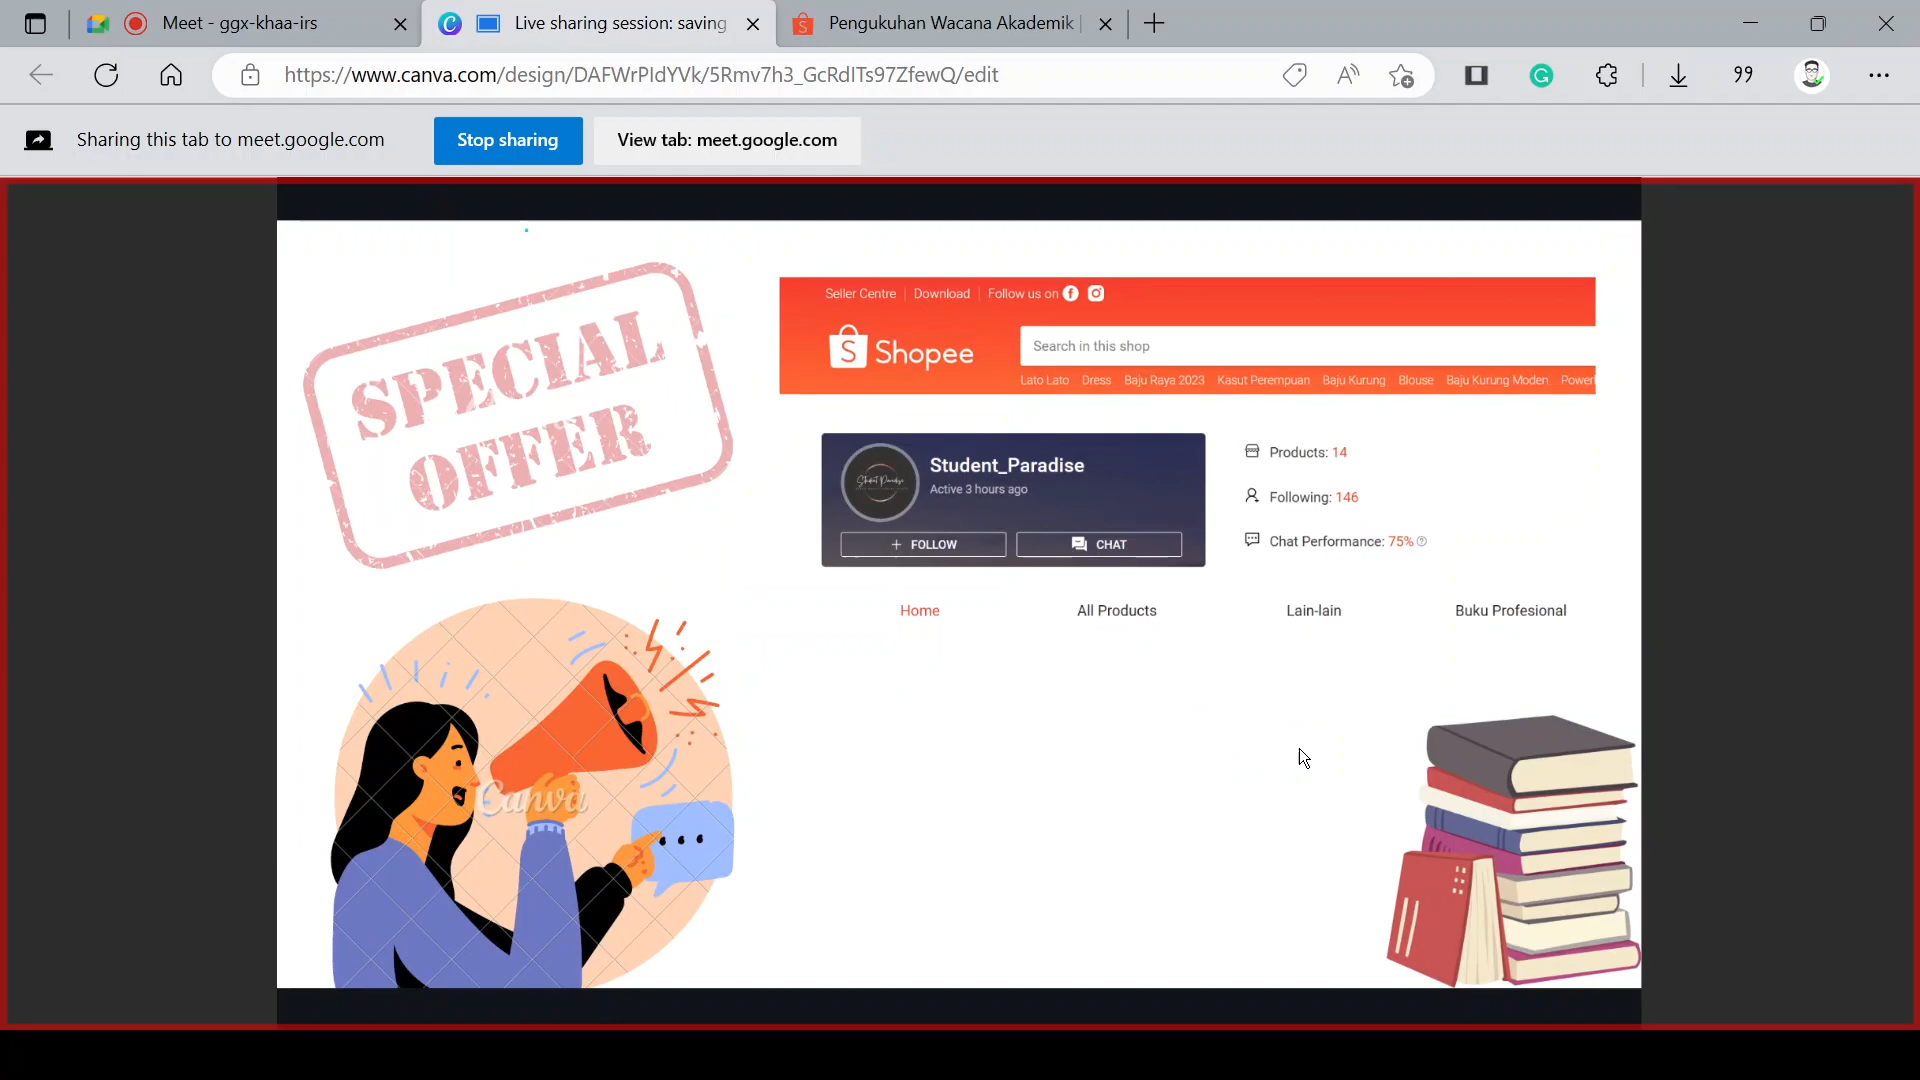 Meet - ggx-khaa-irs
Live sharing session: saving
Pengukuhan Wacana Akademik
https://www.canva.com/design/DAFWrPIdYVk/5Rmv7h3_GcRdITs97ZfewQ/edit
Sharing this tab to meet.google.com
Stop sharing
View tab: meet.google.com
SPECIAL
OFFER
Seller Centre
Download
Follow us on
Shopee
Search in this shop
Lato Lato Dress Baju Raya 2023 Kasut Perempuan Baju Kurung Blouse Baju Kurung Moden
Student_Paradise
Active 3 hours ago
Student Paradise
+ FOLLOW
CHAT
Products: 14
Following: 146
Chat Performance: 75%
Home
All Products
Lain-lain
Buku Profesional
Canva